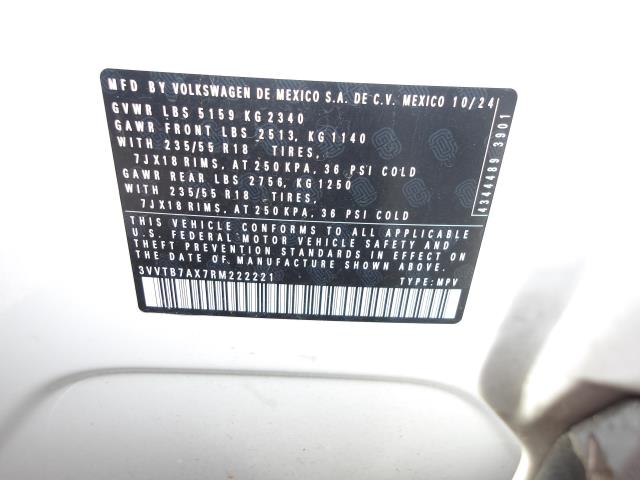 MFD BY VOLKSWAGEN DE MEXICO S.A. DE C.V. MEXICO 10/24
GVWR LBS 5159 KG 2340
GAWR FRONT LBS 2513, KG 1140
WITH 235/55 R18 TIRES,
7JX18 RIMS, AT 250 KPA, 36 PSI COLD
GAWR REAR LBS 2756, KG 1250
WITH 235/55 R18 TIRES,
7JX18 RIMS, AT 250 KPA, 36 PSI COLD
THIS VEHICLE CONFORMS TO ALL APPLICABLE
U.S. FEDERAL MOTOR VEHICLE SAFETY AND
THEFT PREVENTION STANDARDS IN EFFECT ON
THE DATE OF MANUFACTURE SHOWN ABOVE.
3VVTB7AX7RM222221 TYPE: MPV
4344489 3901